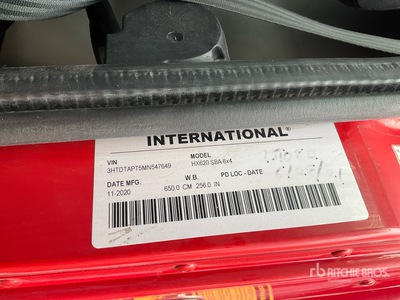 INTERNATIONAL®
VIN MODEL
3HTDTAPT5MN547649 HX620 SBA 6x4
DATE MFG. W.B. PD LOC - DATE
11-2020 650.0 CM 256.0 IN
rb RITCHIE BROS.